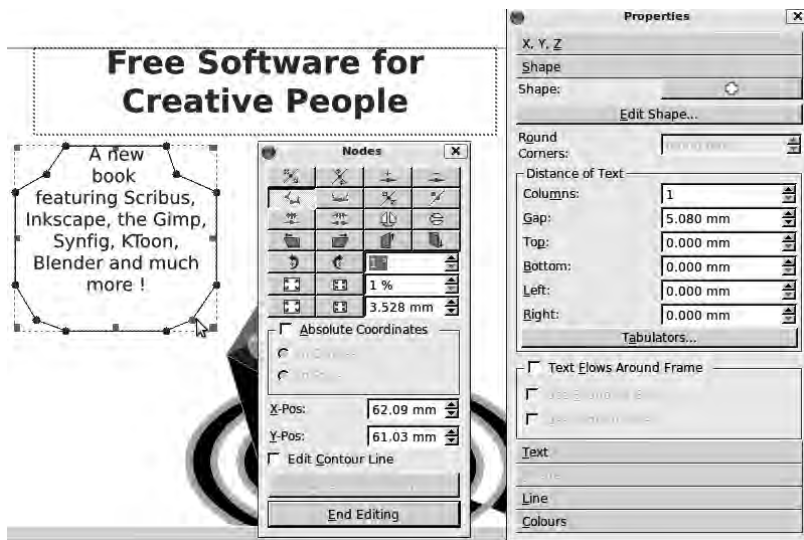 Free Software for
Creative People
A new
book
featuring Scribus,
Inkscape, the Gimp,
Synfig, KToon,
Blender and much
more !
Nodes
1 %
3.528 mm
Absolute Coordinates
X-Pos:
62.09 mm
Y-Pos:
61.03 mm
Edit Contour Line
End Editing
Properties
X, Y, Z
Shape
Shape:
Edit Shape...
Round
Corners:
Distance of Text
Columns:
1
Gap:
5.080 mm
Top:
0.000 mm
Bottom:
0.000 mm
Left:
0.000 mm
Right:
0.000 mm
Tabulators...
Text Flows Around Frame
Text
Line
Colours